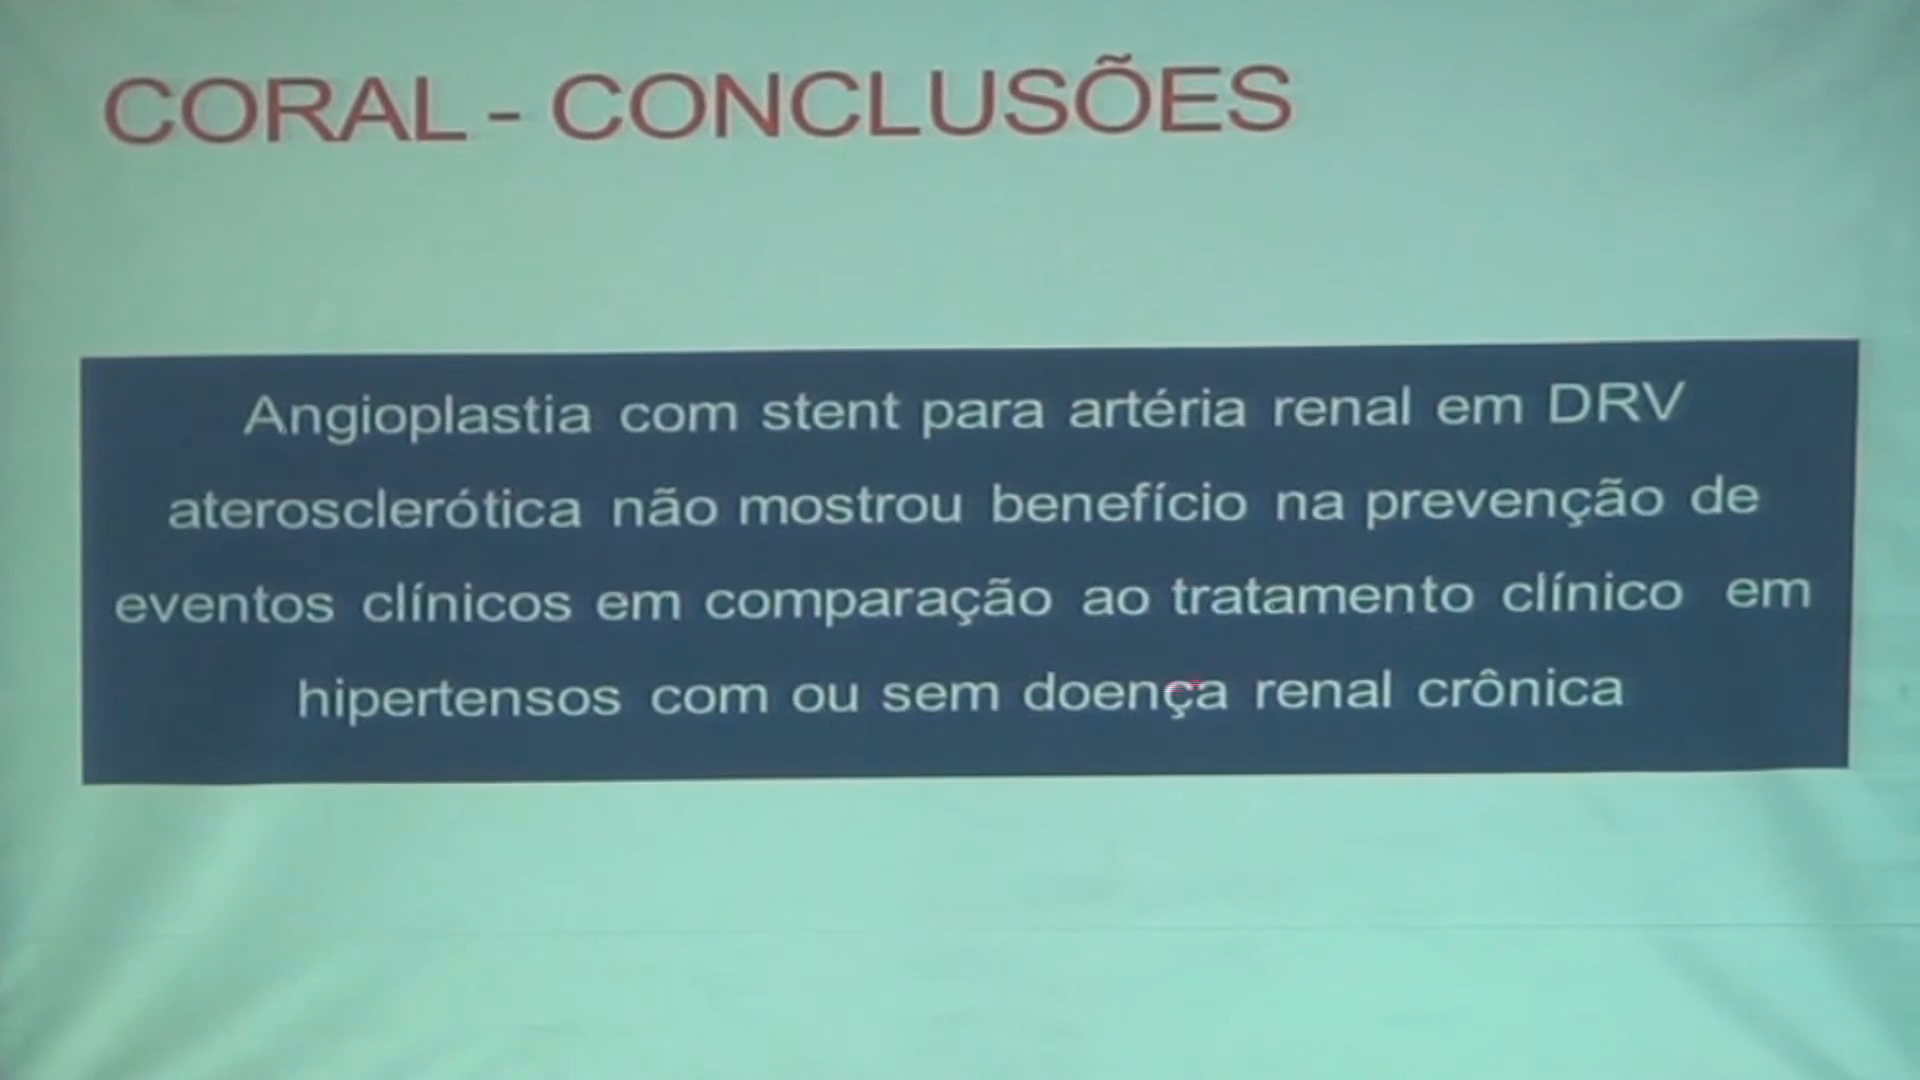 CORAL - CONCLUSÕES
Angioplastia com stent para artéria renal em DRV
aterosclerótica não mostrou benefício na prevenção de
eventos clínicos em comparação ao tratamento clínico em
hipertensos com ou sem doença renal crônica